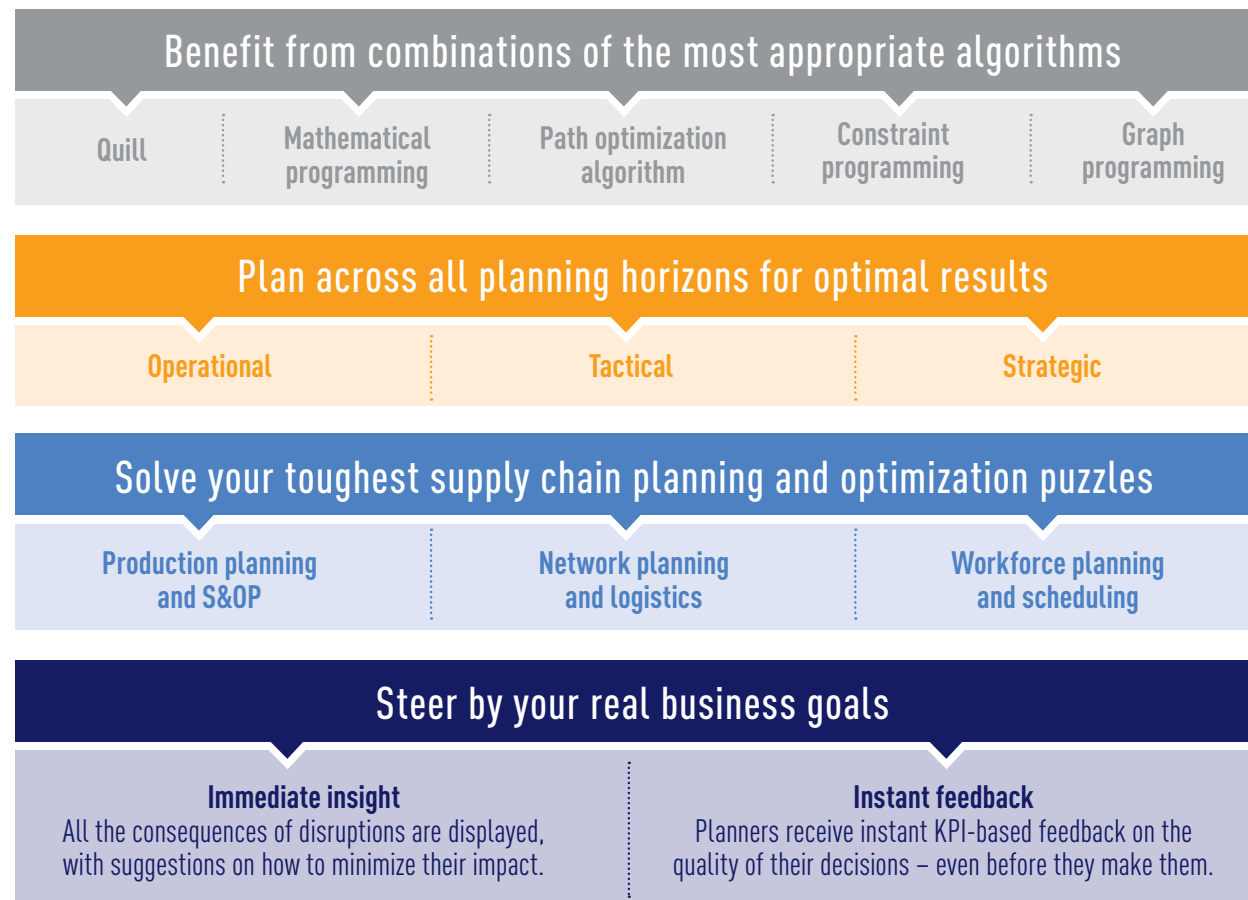 Benefit from combinations of the most appropriate algorithms
Quill
Mathematical
programming
Path optimization
algorithm
Constraint
programming
Graph
programming
Plan across all planning horizons for optimal results
Operational
Tactical
Strategic
Solve your toughest supply chain planning and optimization puzzles
Production planning
and S&OP
Network planning
and logistics
Workforce planning
and scheduling
Steer by your real business goals
Immediate insight
All the consequences of disruptions are displayed,
with suggestions on how to minimize their impact.
Instant feedback
Planners receive instant KPI-based feedback on the
quality of their decisions – even before they make them.